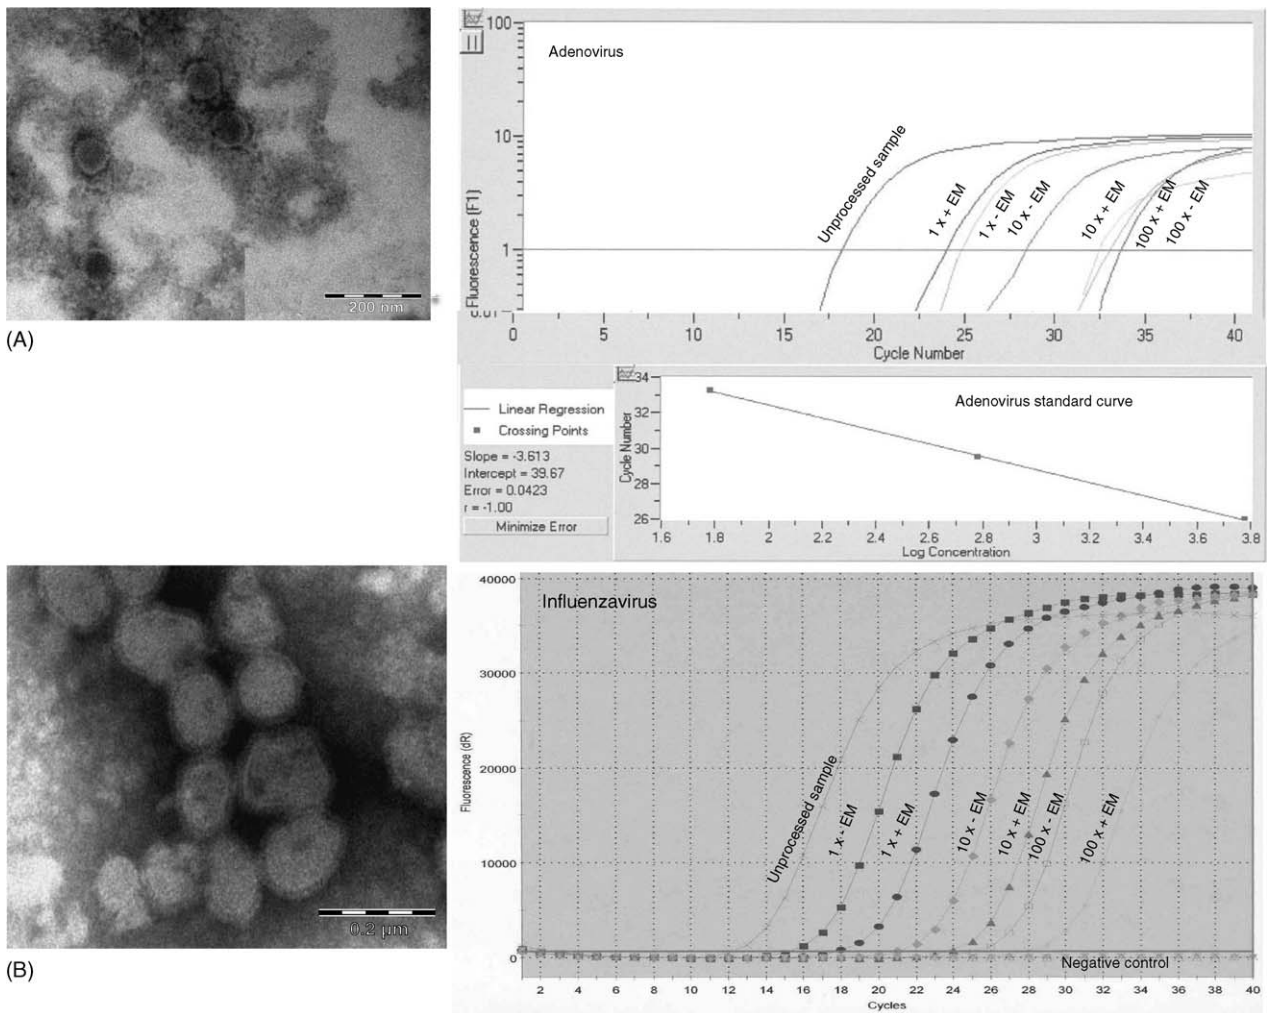 200 nm
(A)
Adenovirus
100
10
1
Fluorescence (F1)
Unprocessed sample
1 x + EM
1 x - EM
10 x - EM
10 x + EM
100 x + EM
100 x - EM
0 5 10 15 20 25 30 35 40
Cycle Number
Linear Regression
Crossing Points
Slope = -3.613
Intercept = 39.67
Error = 0.0423
r = -1.00
Minimize Error
Adenovirus standard curve
Cycle Number
34
32
30
28
26
1.6 1.8 2 2.2 2.4 2.6 2.8 3 3.2 3.4 3.6 3.8
Log Concentration
0.2 µm
(B)
Influenzavirus
40000
30000
20000
10000
0
Fluorescence (dR)
Unprocessed sample
1 x - EM
1 x + EM
10 x - EM
10 x + EM
100 x - EM
100 x + EM
Negative control
2 4 6 8 10 12 14 16 18 20 22 24 26 28 30 32 34 36 38 40
Cycles